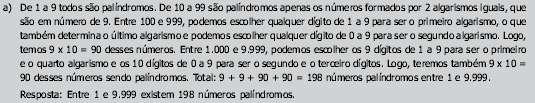 a) De 1 a 9 todos são palíndromos. De 10 a 99 são palíndromos apenas os números formados por 2 algarismos iguais, que
são em número de 9. Entre 100 e 999, podemos escolher qualquer dígito de 1 a 9 para ser o primeiro algarismo, o que
também determina o último algarismo e podemos escolher qualquer dígito de 0 a 9 para ser o segundo algarismo. Logo,
temos 9 x 10 = 90 desses números. Entre 1.000 e 9.999, podemos escolher os 9 dígitos de 1 a 9 para ser o primeiro
e o quarto algarismo e os 10 dígitos de 0 a 9 para ser o segundo e o terceiro dígitos. Logo, teremos também 9 x 10 =
90 desses números sendo palíndromos. Total: 9 + 9 + 90 + 90 = 198 números palíndromos entre 1 e 9.999.
Resposta: Entre 1 e 9.999 existem 198 números palíndromos.